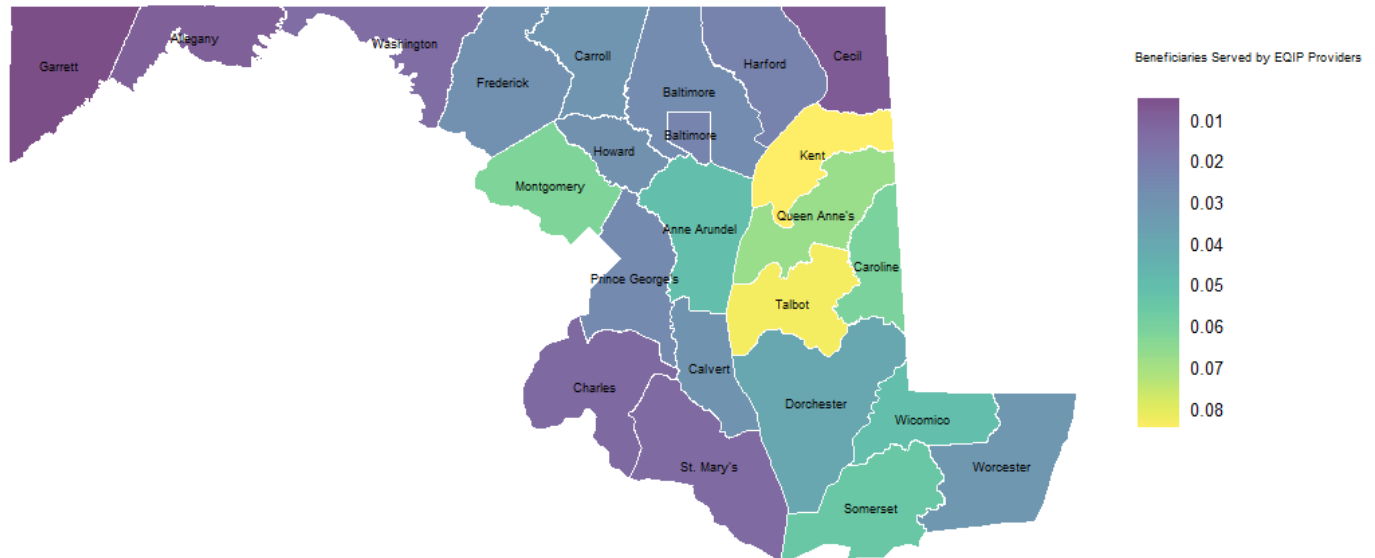 Beneficiaries Served by EQIP Providers
0.01
0.02
0.03
0.04
0.05
0.06
0.07
0.08
Garrett
Allegany
Washington
Frederick
Carroll
Baltimore
Harford
Cecil
Baltimore
Howard
Kent
Montgomery
Queen Anne's
Anne Arundel
Caroline
Prince George's
Talbot
Calvert
Charles
Dorchester
Wicomico
St. Mary's
Worcester
Somerset